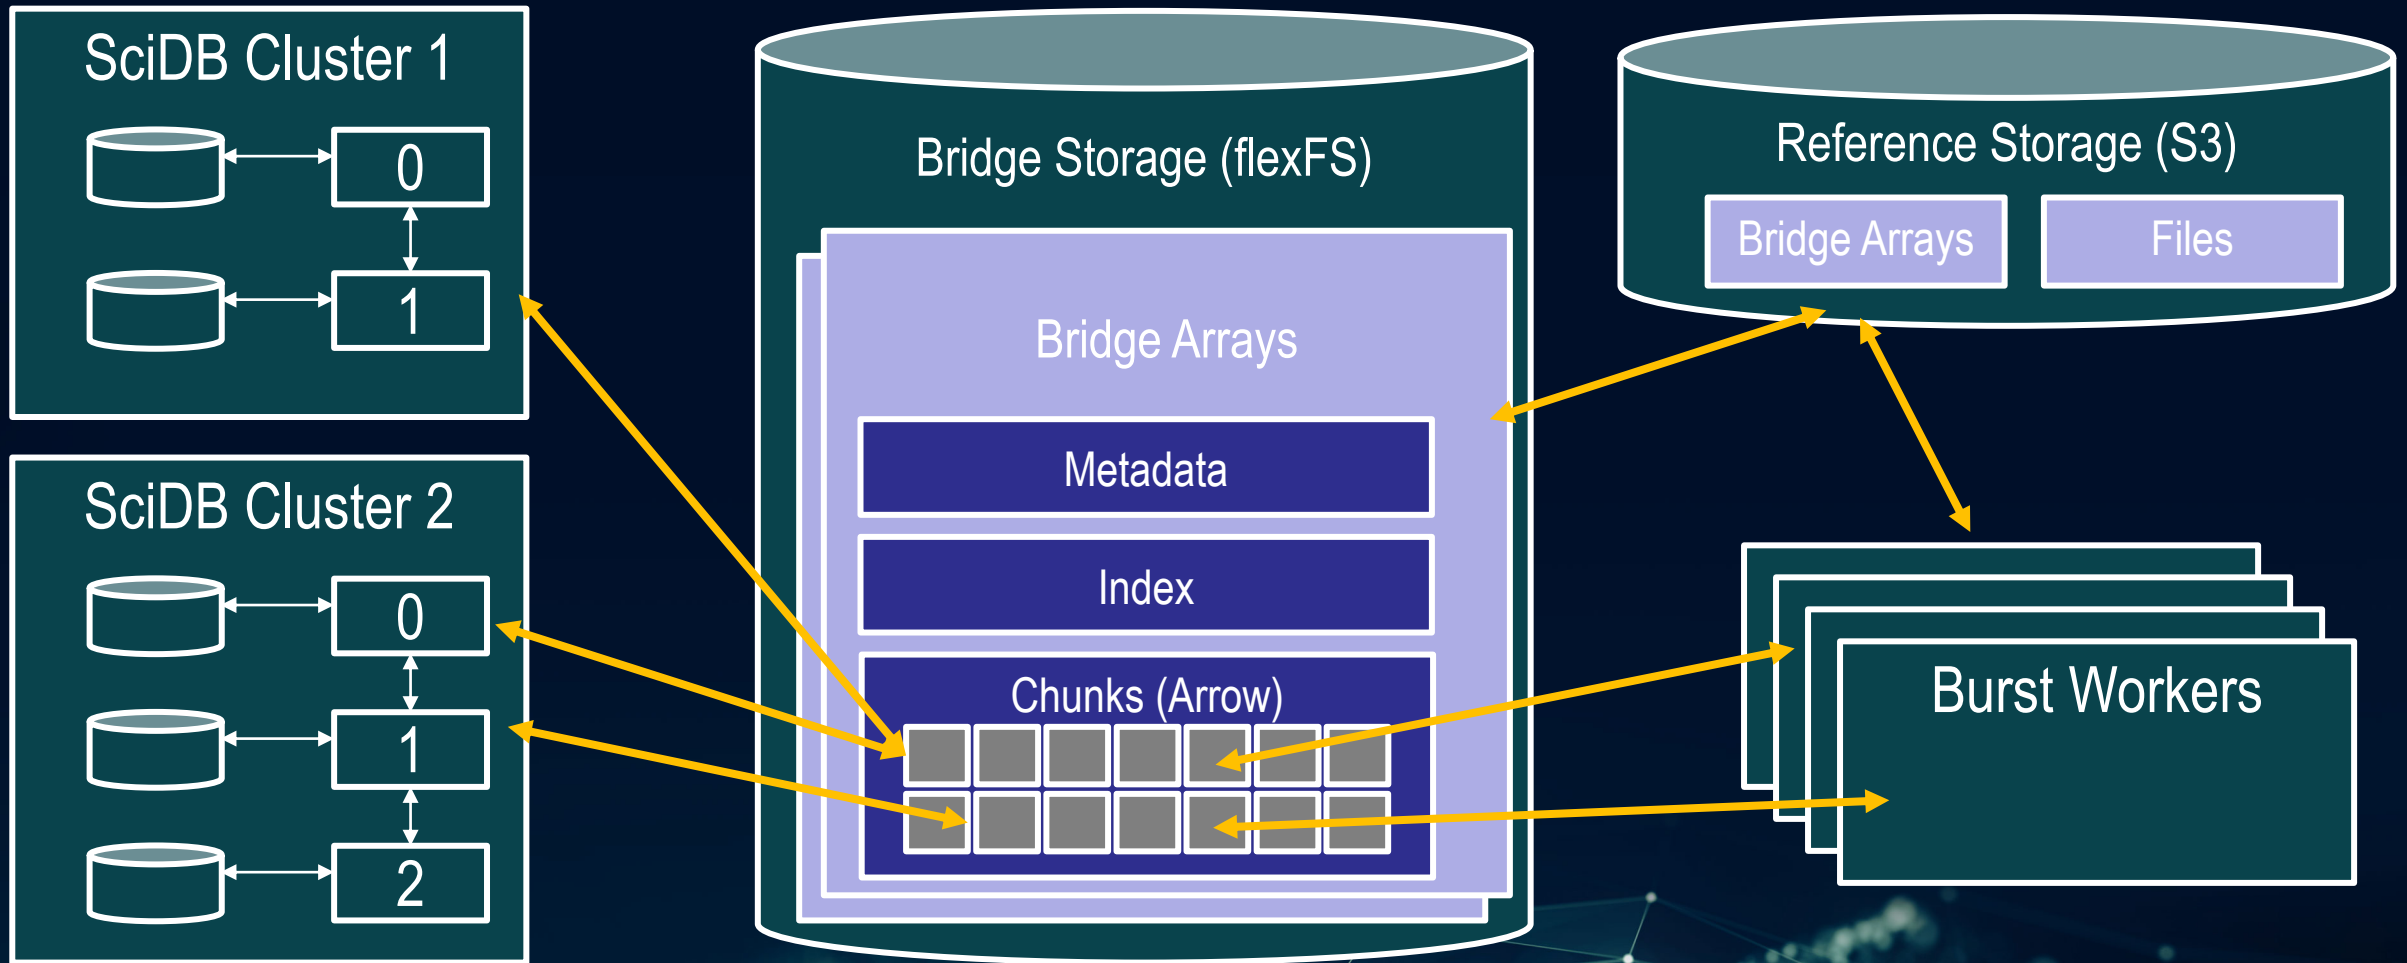 SciDB Cluster 1
0
1
SciDB Cluster 2
0
1
2
Bridge Storage (flexFS)
Bridge Arrays
Metadata
Index
Chunks (Arrow)
Reference Storage (S3)
Bridge Arrays
Files
Burst Workers